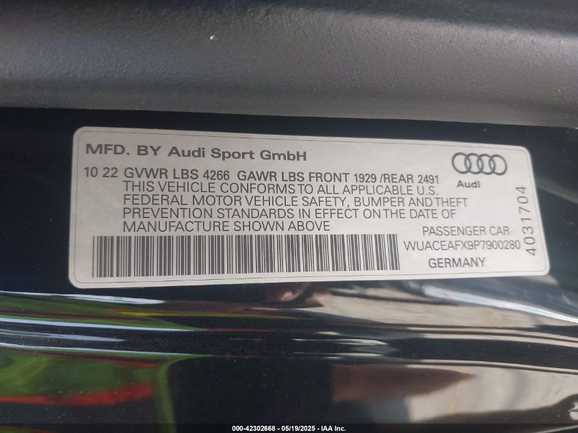 MFD. BY Audi Sport GmbH
10 22 GVWR LBS 4266 GAWR LBS FRONT 1929 /REAR 2491
THIS VEHICLE CONFORMS TO ALL APPLICABLE U.S.
FEDERAL MOTOR VEHICLE SAFETY, BUMPER AND THEFT
PREVENTION STANDARDS IN EFFECT ON THE DATE OF
MANUFACTURE SHOWN ABOVE
Audi
PASSENGER CAR
WUACEAFX9P7900280
GERMANY
4031704
000-42302668 - 05/19/2025 - IAA Inc.